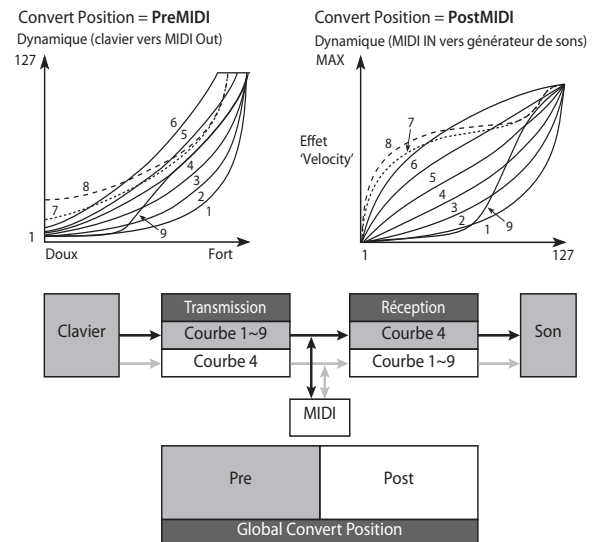 Convert Position = PreMIDI
Dynamique (clavier vers MIDI Out)
127
6
5
8
4
3
7
2
1
1
9
Doux
Fort
Convert Position = PostMIDI
Dynamique (MIDI IN vers générateur de sons)
MAX
Effet
'Velocity'
7
8
6
5
4
3
2
1
9
1
127
Clavier
Transmission
Courbe 1~9
Courbe 4
Réception
Courbe 4
Courbe 1~9
Son
MIDI
Pre
Post
Global Convert Position